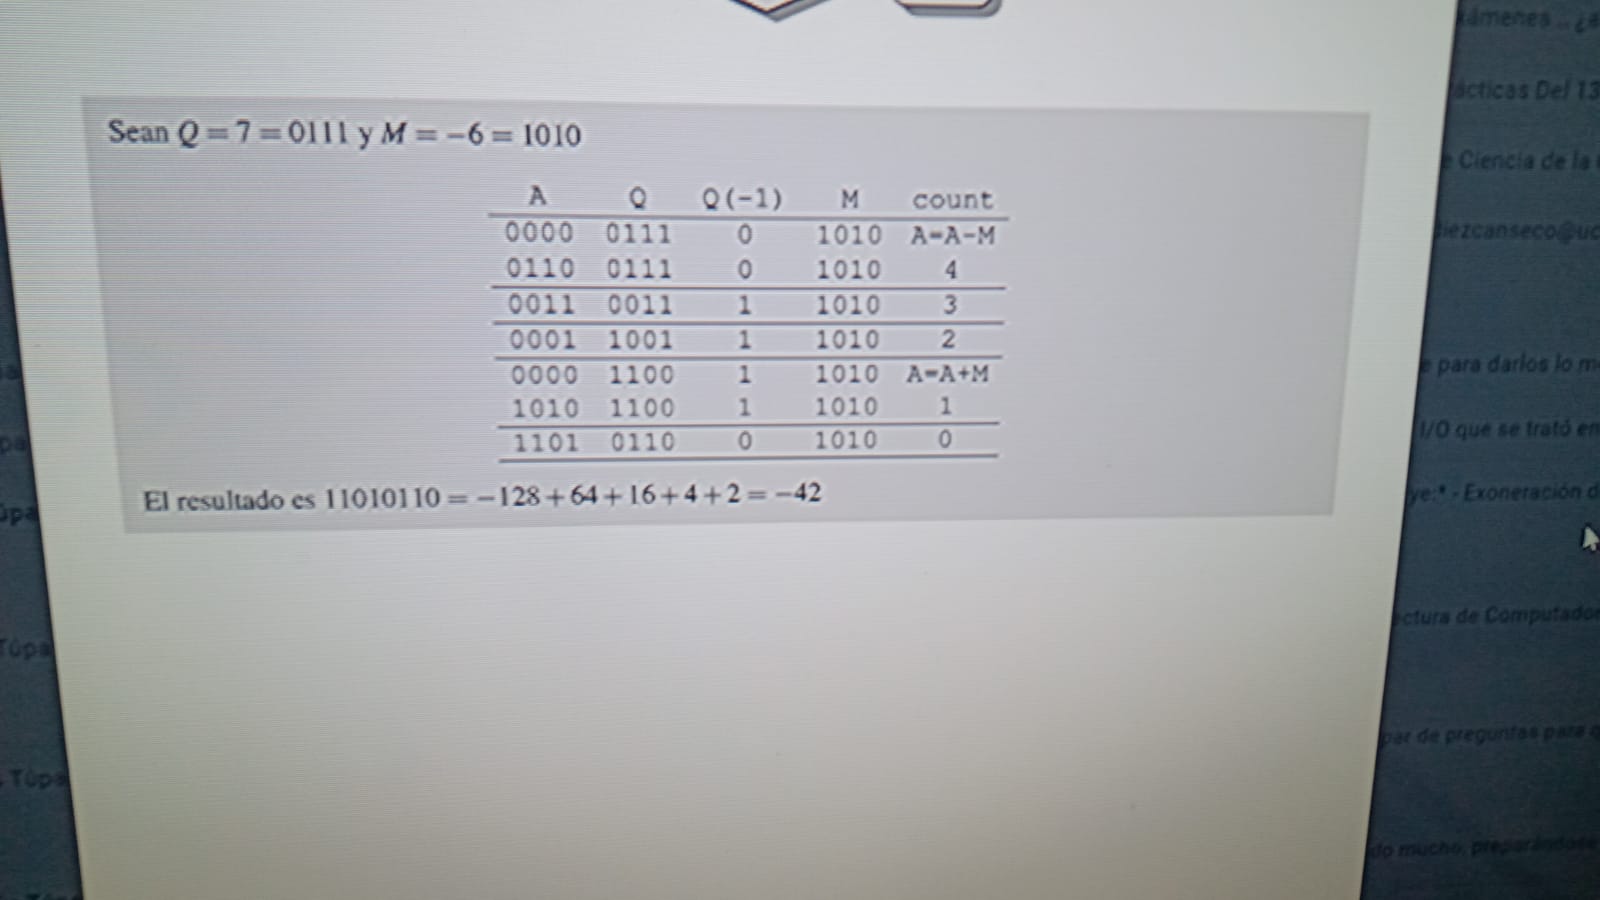 Sean Q = 7 = 0111 y M = −6 = 1010
A Q Q(-1) M count
0000 0111 0 1010 A=A-M
0110 0111 0 1010 4
0011 0011 1 1010 3
0001 1001 1 1010 2
0000 1100 1 1010 A=A+M
1010 1100 1 1010 1
1101 0110 0 1010 0
El resultado es 11010110 = −128 + 64 + 16 + 4 + 2 = −42
ámenes .. ¿
ácticas Del 13
e Ciencia de la
iezcanseco@uc
e para darlos lo m
I/O que se trató en
ye:* - Exoneración d
ctura de Computado
par de preguntas para
do mucho, preparándose
pa
úpa
Túpa
. Túpa